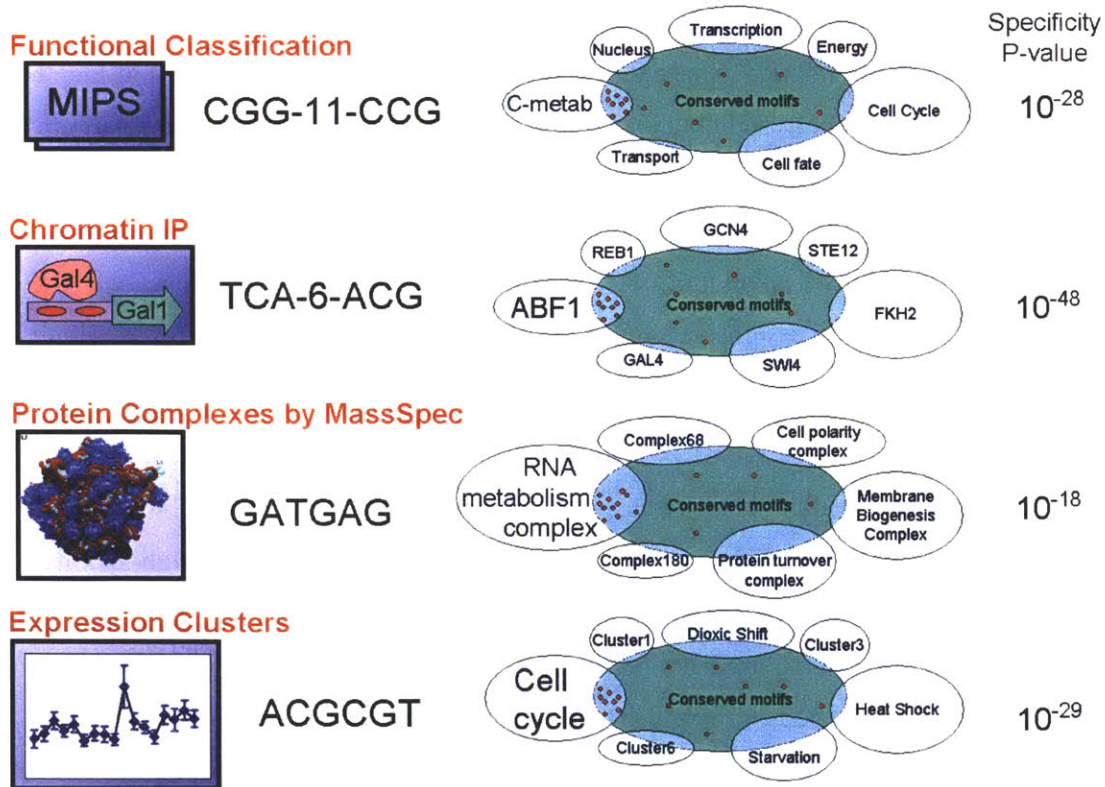 Specificity
P-value
Functional Classification
MIPS
CGG-11-CCG
Nucleus
Transcription
Energy
C-metab
Conserved motifs
Cell Cycle
Transport
Cell fate
10-28
Chromatin IP
Gal4
Gal1
TCA-6-ACG
REB1
GCN4
STE12
ABF1
Conserved motifs
FKH2
GAL4
SWI4
10-48
Protein Complexes by MassSpec
GATGAG
RNA
metabolism
complex
Complex68
Cell polarity
complex
Conserved motifs
Membrane
Biogenesis
Complex
Complex180
Protein turnover
complex
10-18
Expression Clusters
ACGCGT
Cluster1
Dioxic Shift
Cluster3
Cell
cycle
Conserved motifs
Heat Shock
Cluster6
Starvation
10-29